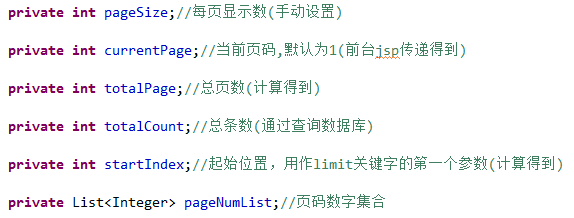 private int pageSize;//每页显示数(手动设置)
private int currentPage;//当前页码,默认为1(前台jsp传递得到)
private int totalPage;//总页数(计算得到)
private int totalCount;//总条数(通过查询数据库)
private int startIndex;//起始位置，用作limit关键字的第一个参数(计算得到)
private List<Integer> pageNumList;//页码数字集合